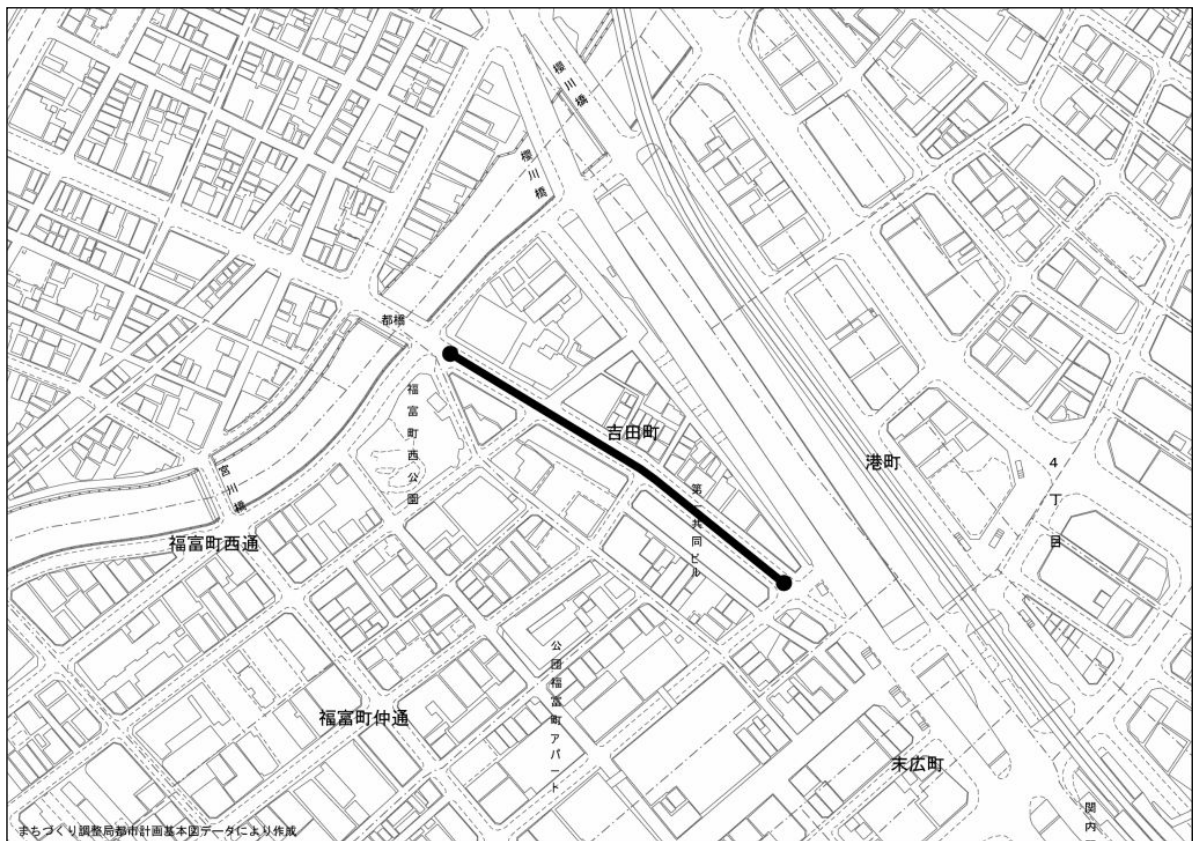 櫻川橋
櫻川橋
都橋
福富町西公園
吉田町
港町
4丁目
宮川橋
第一共同ビル
福富町西通
公団福富町アパート
福富町仲通
末広町
関内
まちづくり調整局都市計画基本図データにより作成